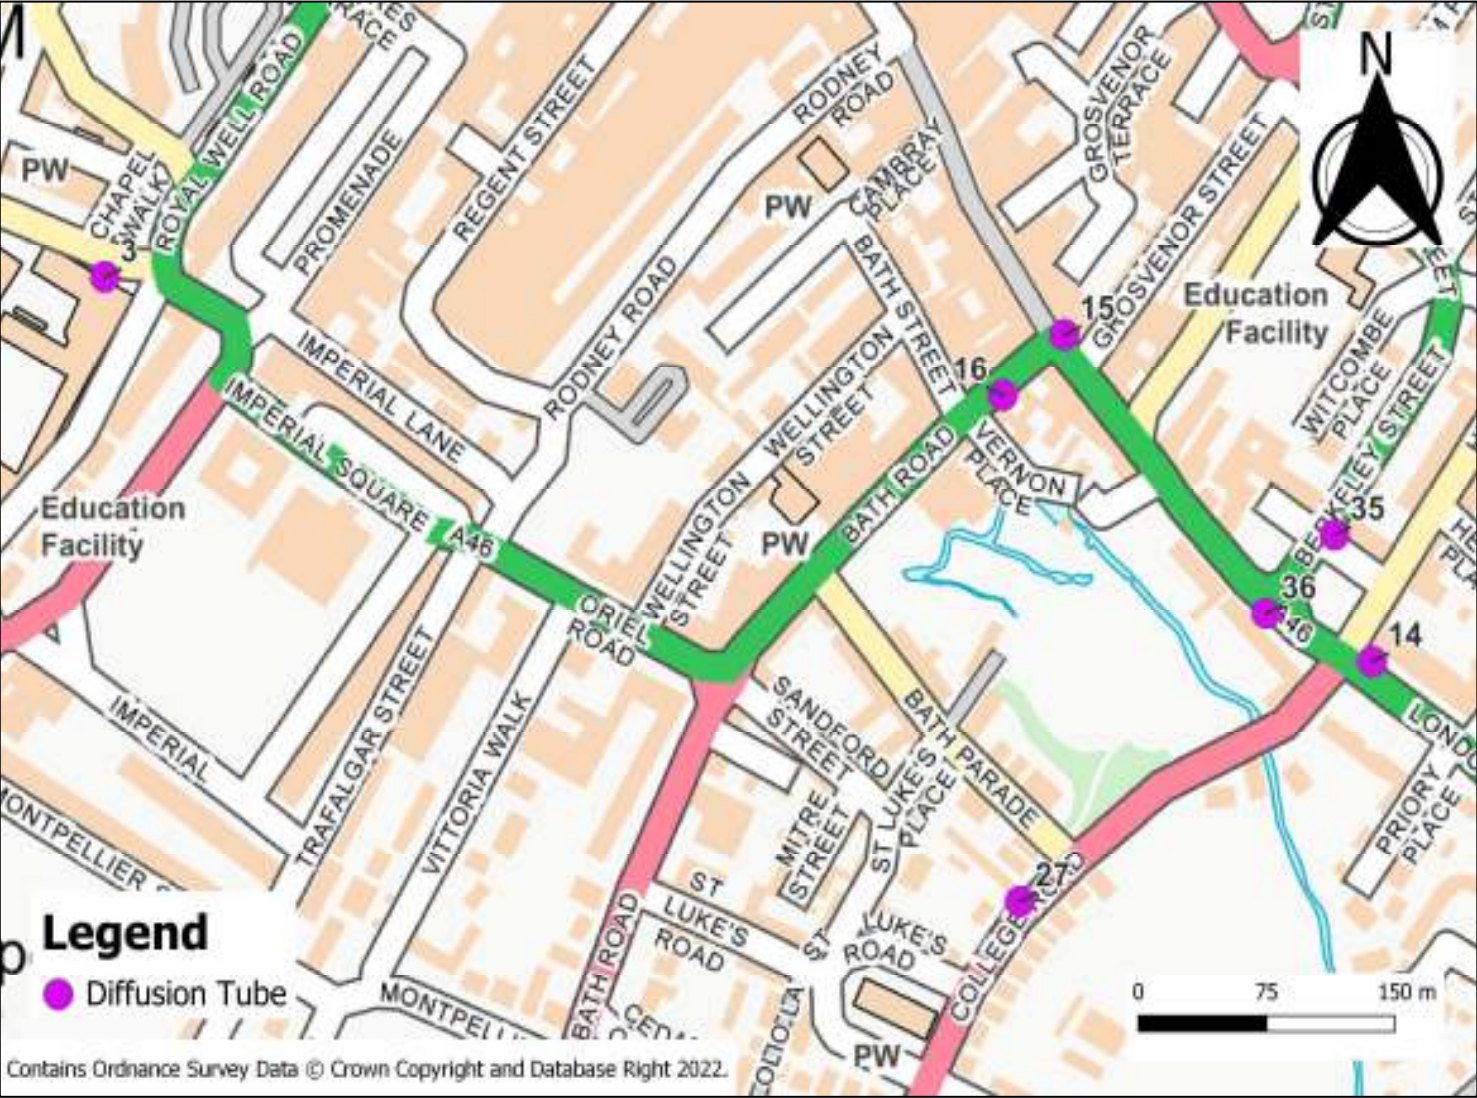 M
ROYAL WELL ROAD
RACE
CHAPEL
WALK
PW
PROMENADE
REGENT STREET
RODNEY
ROAD
CAMBRAY
PLACE
PW
GROSVENOR
TERRACE
GROSVENOR STREET
N
3
BATH STREET
RODNEY ROAD
Education
Facility
15
16
IMPERIAL LANE
IMPERIAL SQUARE
WELLINGTON
STREET
WITCOMBE
PLACE
BERKELEY STREET
VERNON
PLACE
BATH ROAD
Education
Facility
A46
PW
WELLINGTON
STREET
35
36
A46
14
ORIEL
ROAD
IMPERIAL
TRAFALGAR STREET
VITTORIA WALK
SANDFORD
STREET
BATH PARADE
ST LUKE'S
PLACE
MITRE
STREET
PRIORY
PLACE
27
COLLEGE ROAD
ST
LUKE'S
ROAD
ST
LUKE'S
ROAD
BATH ROAD
PW
Legend
Diffusion Tube
0 75 150 m
Contains Ordnance Survey Data © Crown Copyright and Database Right 2022.